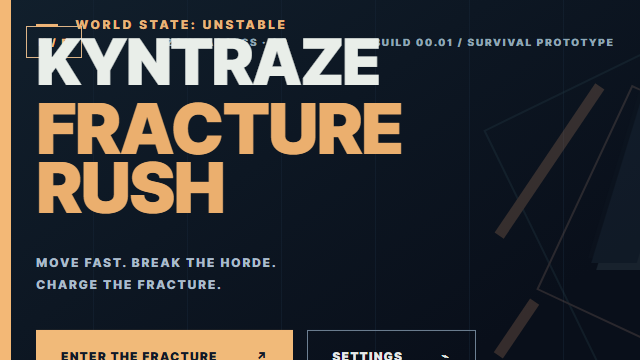 WORLD STATE: UNSTABLE
BUILD 00.01 / SURVIVAL PROTOTYPE
KYNTRAZE
FRACTURE
RUSH
MOVE FAST. BREAK THE HORDE.
CHARGE THE FRACTURE.
ENTER THE FRACTURE ↗
SETTINGS